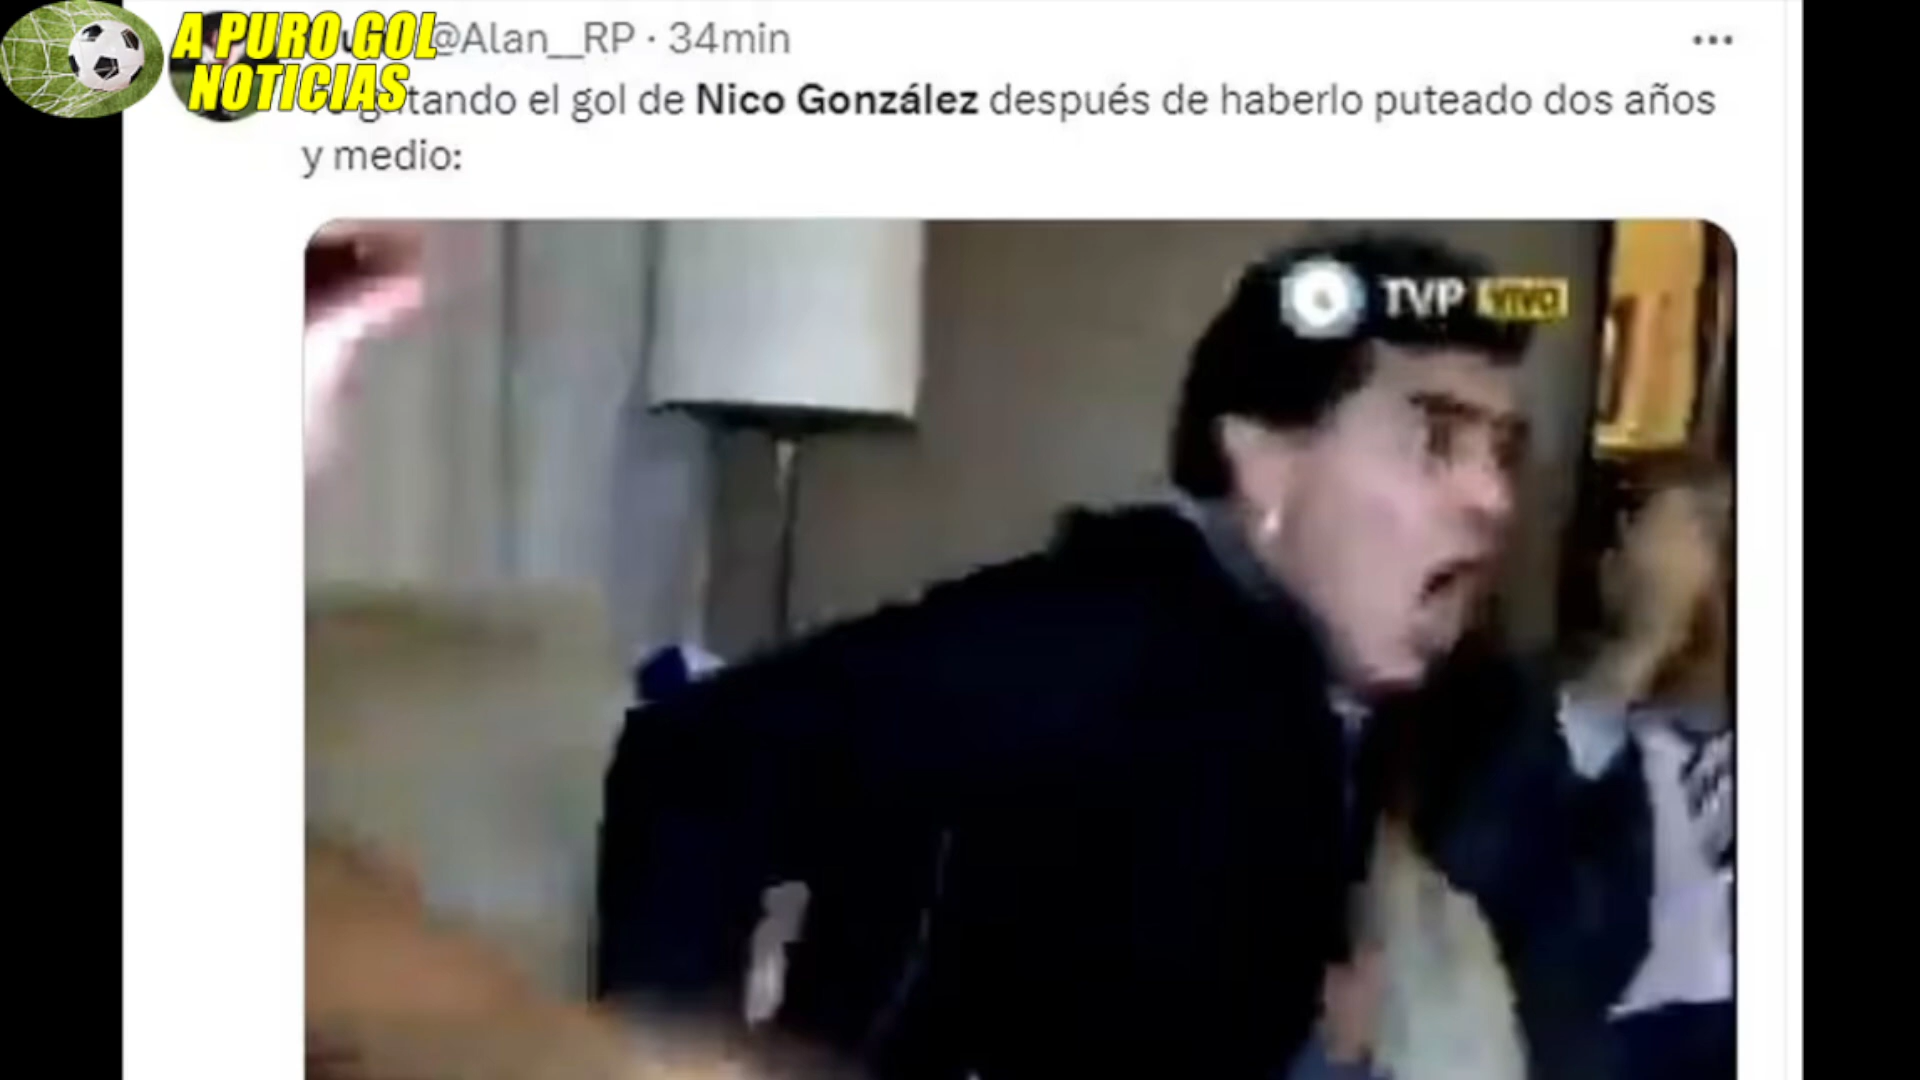 A PURO GOL
NOTICIAS
@Alan__RP · 34min
tando el gol de Nico González después de haberlo puteado dos años
y medio:
TVP VIVO